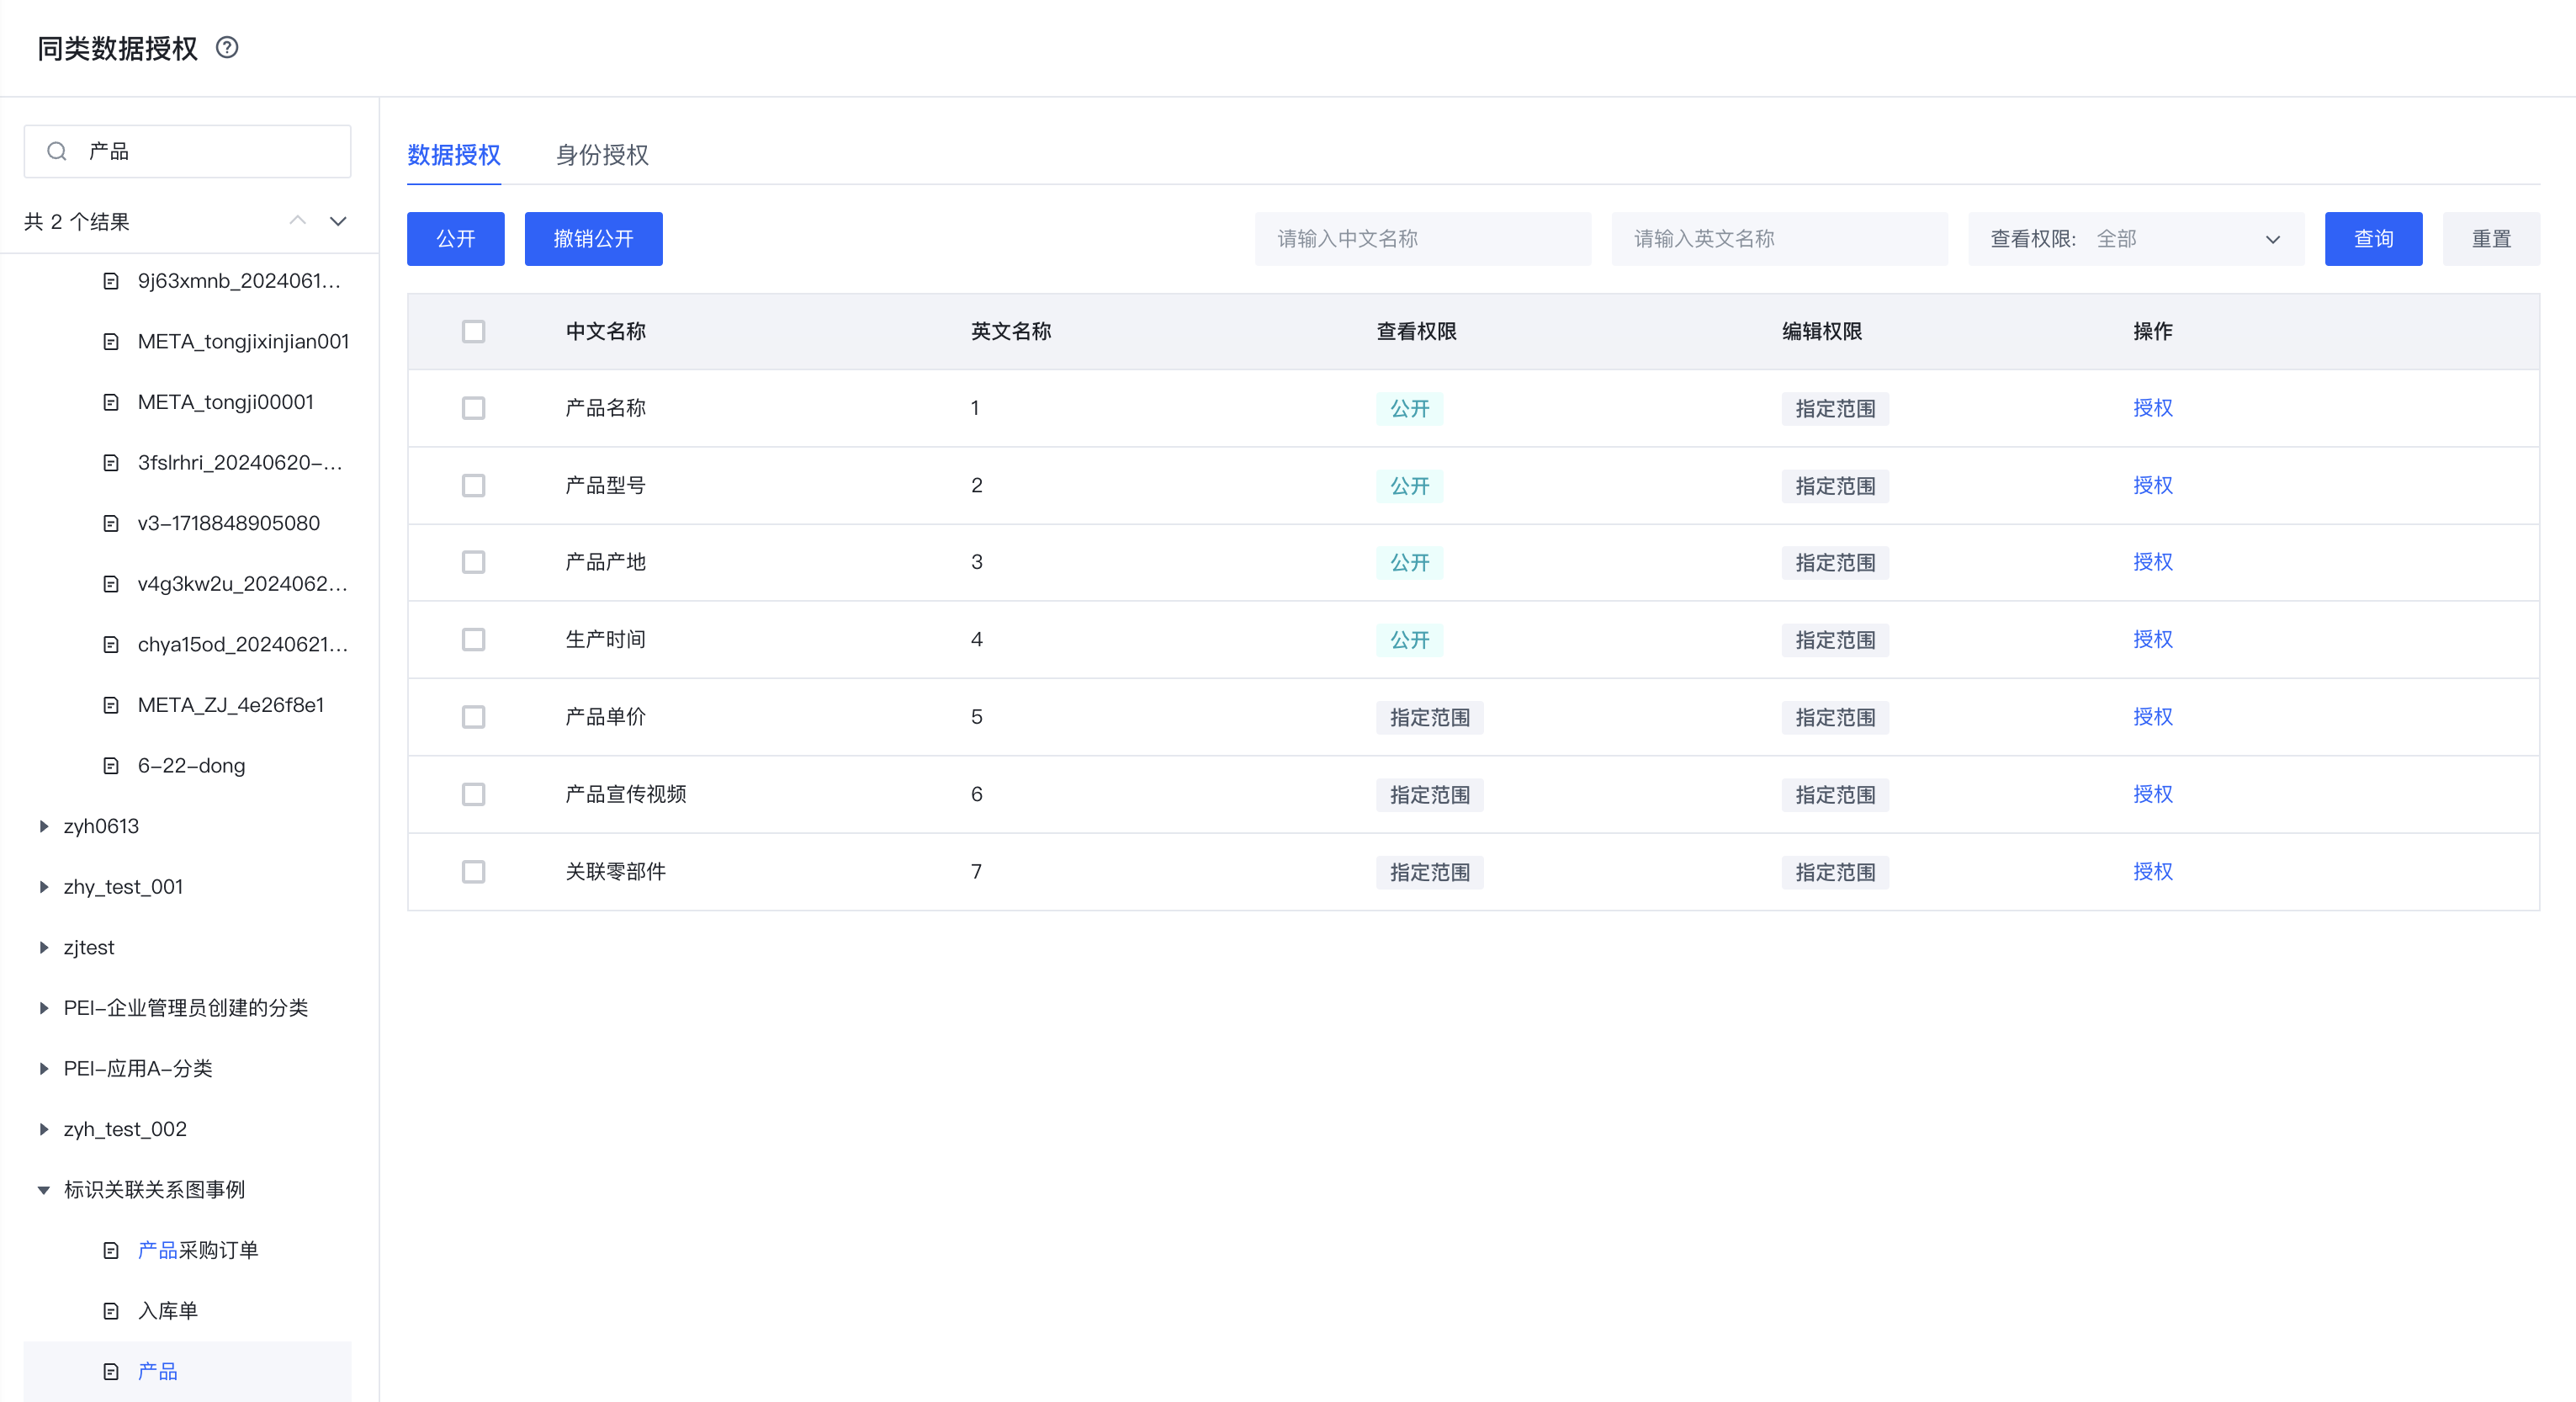 同类数据授权
产品
共 2 个结果
9j63xmnb_2024061...
META_tongjixinjian001
META_tongji00001
3fslrhri_20240620-...
v3-1718848905080
v4g3kw2u_2024062...
chya15od_20240621...
META_ZJ_4e26f8e1
6-22-dong
zyh0613
zhy_test_001
zjtest
PEI-企业管理员创建的分类
PEI-应用A-分类
zyh_test_002
标识关联关系图事例
产品采购订单
入库单
产品
数据授权 身份授权
公开 撤销公开 请输入中文名称 请输入英文名称 查看权限: 全部 查询 重置
中文名称 英文名称 查看权限 编辑权限 操作
产品名称 1 公开 指定范围 授权
产品型号 2 公开 指定范围 授权
产品产地 3 公开 指定范围 授权
生产时间 4 公开 指定范围 授权
产品单价 5 指定范围 指定范围 授权
产品宣传视频 6 指定范围 指定范围 授权
关联零部件 7 指定范围 指定范围 授权